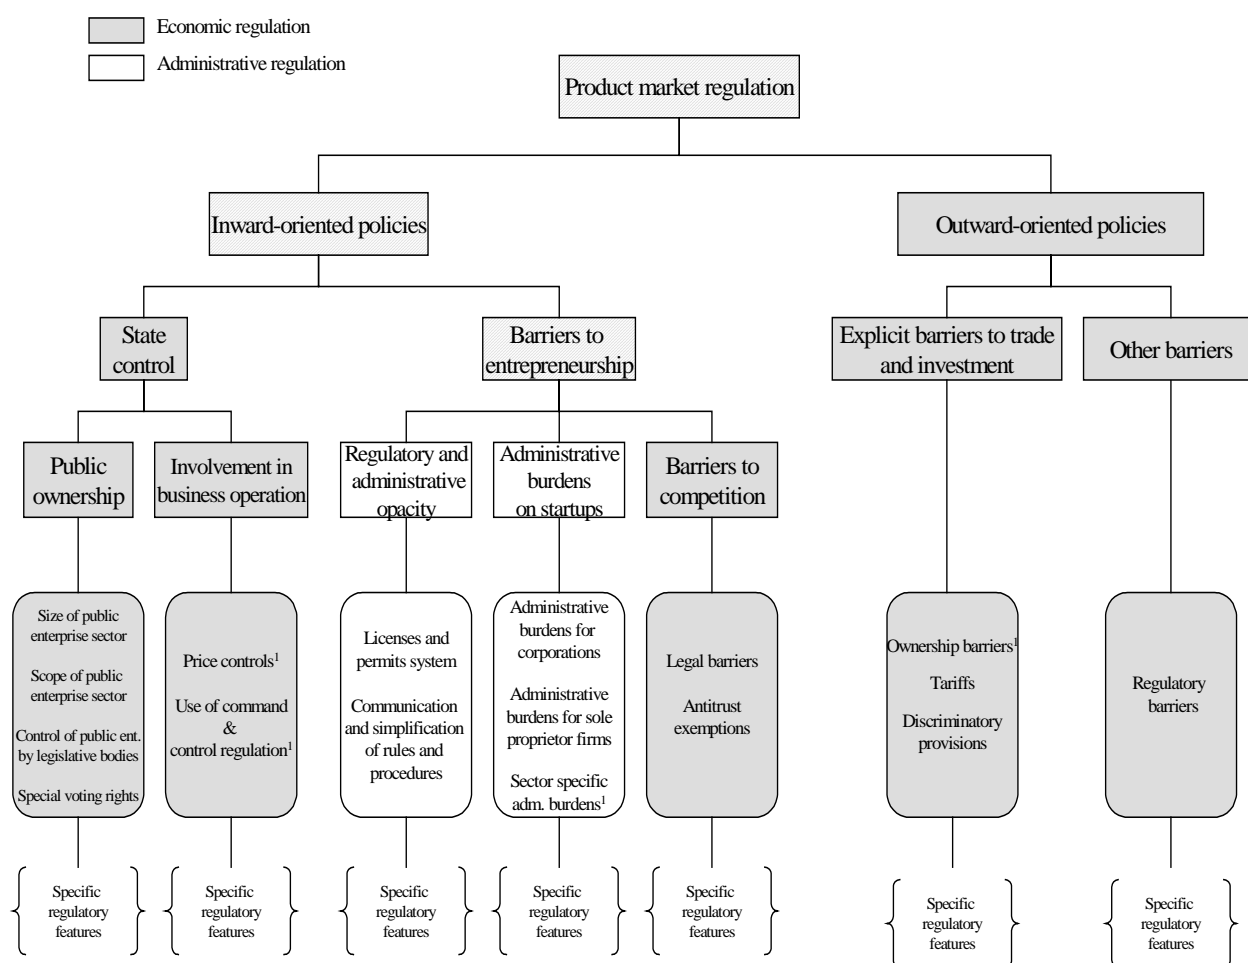 Economic regulation
Administrative regulation
Product market regulation
Inward-oriented policies
Outward-oriented policies
State
control
Barriers to
entrepreneurship
Explicit barriers to trade
and investment
Other barriers
Public
ownership
Involvement in
business operation
Regulatory and
administrative
opacity
Administrative
burdens
on startups
Barriers to
competition
Size of public
enterprise sector
Scope of public
enterprise sector
Control of public ent.
by legislative bodies
Special voting rights
Price controls¹
Use of command
&
control regulation¹
Licenses and
permits system
Communication
and simplification
of rules and
procedures
Administrative
burdens for
corporations
Administrative
burdens for sole
proprietor firms
Sector specific
adm. burdens¹
Legal barriers
Antitrust
exemptions
Ownership barriers¹
Tariffs
Discriminatory
provisions
Regulatory
barriers
Specific
regulatory
features
Specific
regulatory
features
Specific
regulatory
features
Specific
regulatory
features
Specific
regulatory
features
Specific
regulatory
features
Specific
regulatory
features